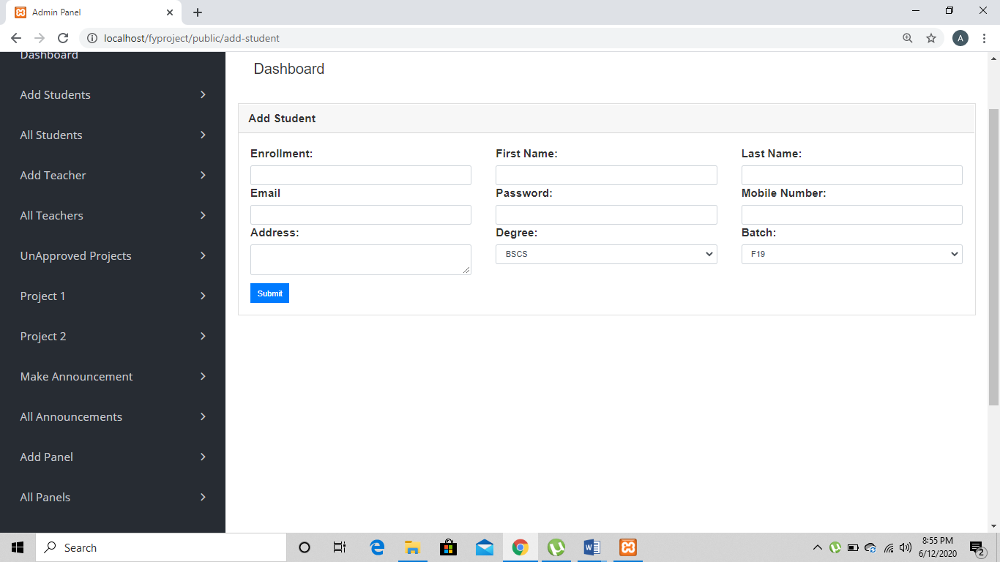 Admin Panel
localhost/fyproject/public/add-student
A
Dashboard
Add Students
All Students
Add Teacher
All Teachers
UnApproved Projects
Project 1
Project 2
Make Announcement
All Announcements
Add Panel
All Panels
Dashboard
Add Student
Enrollment:
First Name:
Last Name:
Email
Password:
Mobile Number:
Address:
Degree:
BSCS
Batch:
F19
Submit
Search
8:55 PM
6/12/2020
2